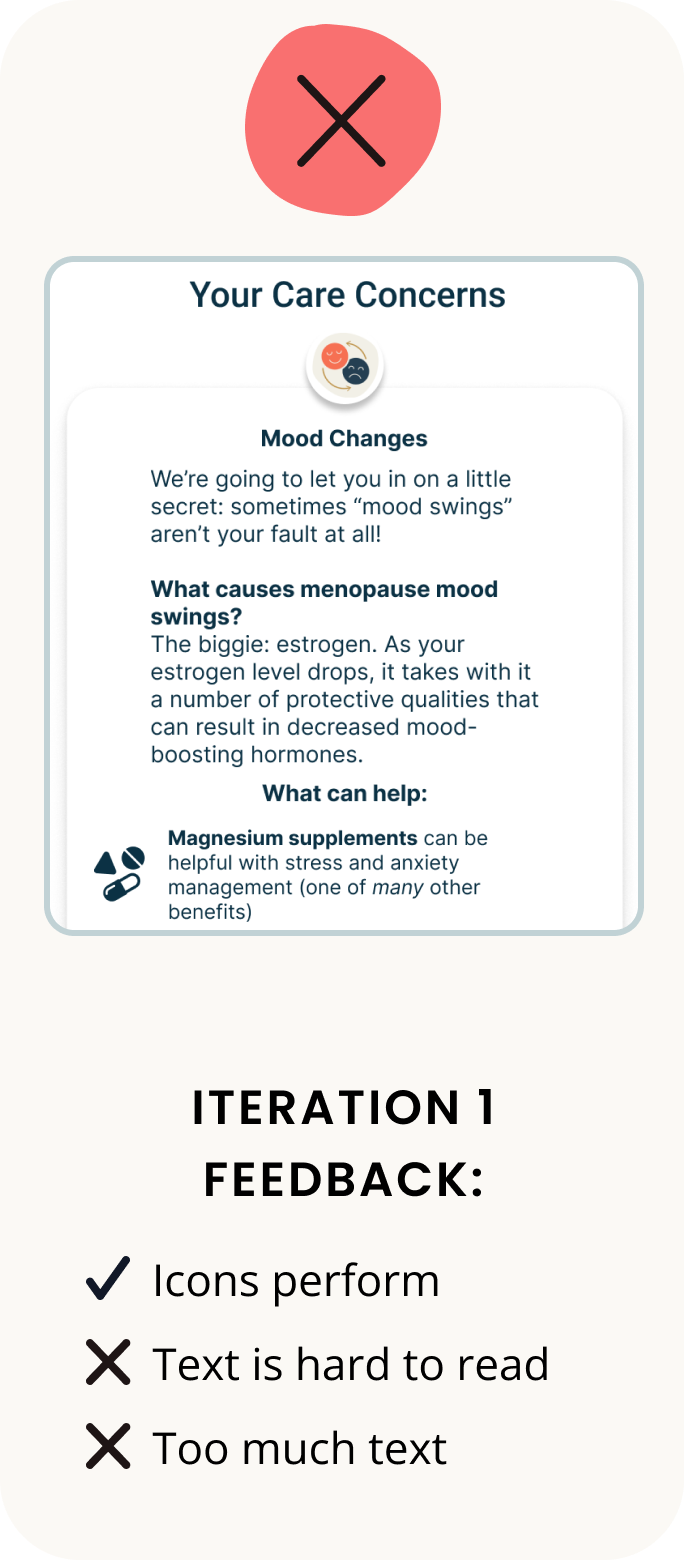 Your Care Concerns
Mood Changes
We’re going to let you in on a little
secret: sometimes “mood swings”
aren’t your fault at all!
What causes menopause mood
swings?
The biggie: estrogen. As your
estrogen level drops, it takes with it
a number of protective qualities that
can result in decreased mood-
boosting hormones.
What can help:
Magnesium supplements can be
helpful with stress and anxiety
management (one of many other
benefits)
ITERATION 1
FEEDBACK:
Icons perform
Text is hard to read
Too much text